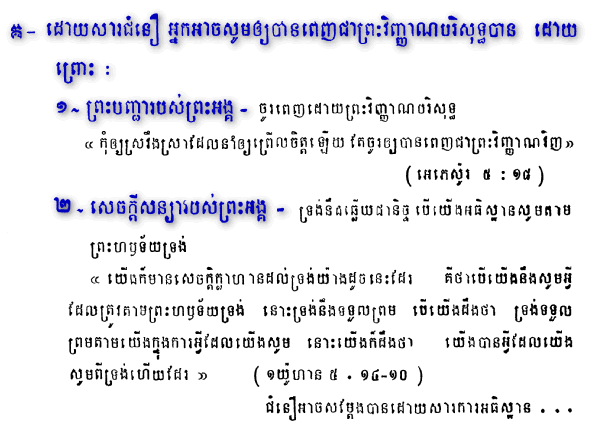 ក- ដោយសារជំនឿ អ្នកអាចសូមឲ្យបានពេញជាព្រះវិញ្ញាណបរិសុទ្ធបាន ដោយ
ព្រោះ :
១~ ព្រះបញ្ជារបស់ព្រះអង្គ - ចូរពេញដោយព្រះវិញ្ញាណបរិសុទ្ធ
« កុំឲ្យស្រវឹងស្រាដែលនាំឲ្យព្រើលចិត្តឡើយ តែចូរឲ្យបានពេញជាព្រះវិញ្ញាណវិញ»
( អេភេសូរ ៥ : ១៨ )
២~ សេចក្ដីសន្យារបស់ព្រះអង្គ - ទ្រង់នឹងឆ្លើយជានិច្ច បើយើងអធិស្ឋានសូមតាម
ព្រះហឫទ័យទ្រង់
« យើងក៏មានសេចក្ដីក្លាហានដល់ទ្រង់យ៉ាងដូចនេះដែរ គឺថាបើយើងនឹងសូមអ្វី
ដែលត្រូវតាមព្រះហឫទ័យទ្រង់ នោះទ្រង់នឹងទទួលព្រម បើយើងដឹងថា ទ្រង់ទទួល
ព្រមតាមយើងក្នុងការអ្វីដែលយើងសូម នោះយើងក៏ដឹងថា យើងបានអ្វីដែលយើង
សូមពីទ្រង់ហើយដែរ » ( ១យ៉ូហាន ៥ . ១៤-១០ )
ជំនឿអាចសម្ដែងបានដោយសារការអធិស្ឋាន . . .